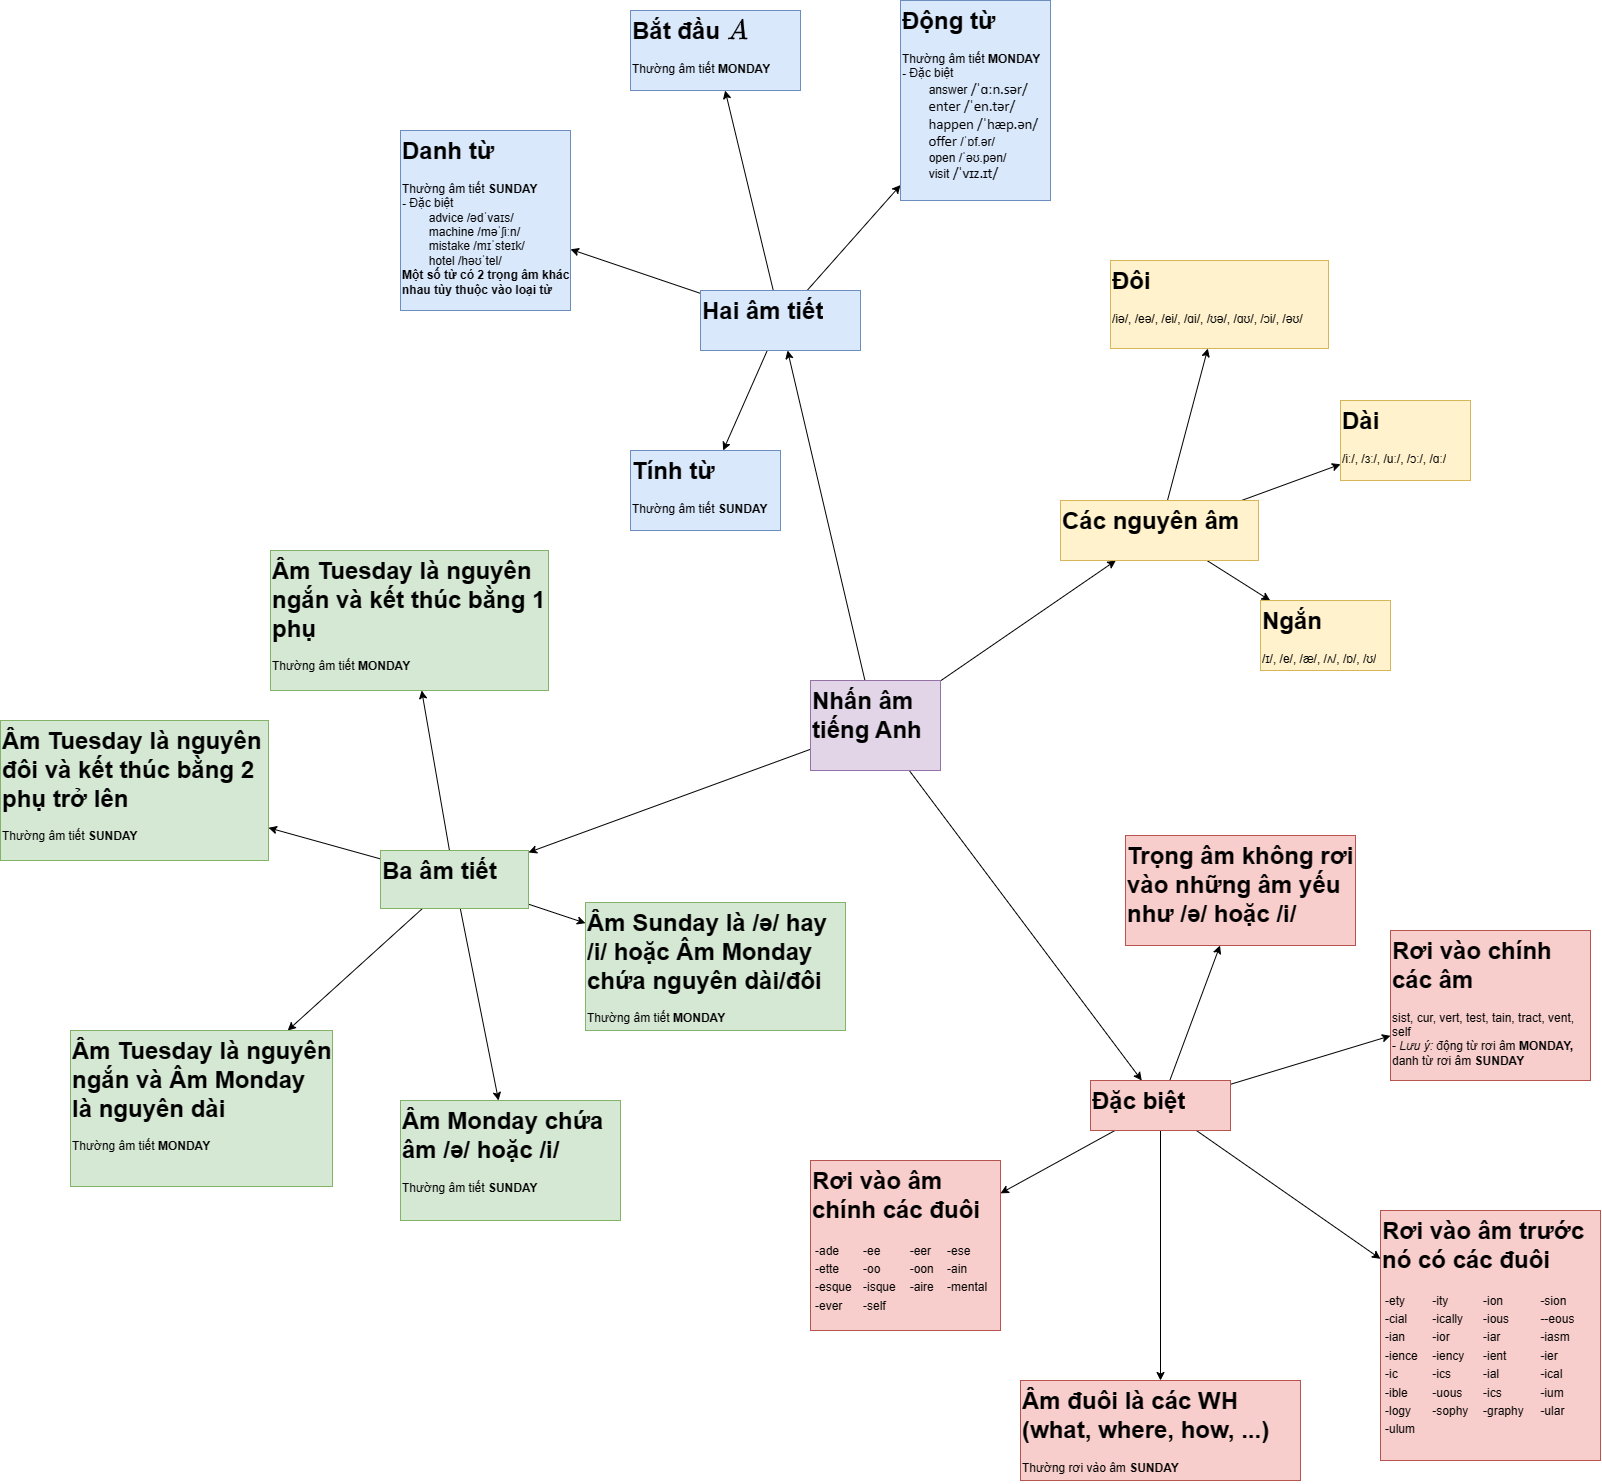 Bắt đầu A
Thường âm tiết MONDAY
Động từ
Thường âm tiết MONDAY
- Đặc biệt
answer /ˈɑːn.sər/
enter /ˈen.tər/
happen /ˈhæp.ən/
offer /ˈɒf.ər/
open /ˈəʊ.pən/
visit /ˈvɪz.ɪt/
Danh từ
Thường âm tiết SUNDAY
- Đặc biệt
advice /ədˈvaɪs/
machine /məˈʃiːn/
mistake /mɪˈsteɪk/
hotel /həʊˈtel/
Một số từ có 2 trọng âm khác
nhau tùy thuộc vào loại từ
Hai âm tiết
Tính từ
Thường âm tiết SUNDAY
Đôi
/iə/, /eə/, /ei/, /ɑi/, /ʊə/, /ɑʊ/, /ɔi/, /əʊ/
Dài
/iː/, /ɜː/, /uː/, /ɔː/, /ɑː/
Các nguyên âm
Ngắn
/ɪ/, /e/, /æ/, /ʌ/, /ɒ/, /ʊ/
Nhấn âm
tiếng Anh
Âm Tuesday là nguyên
ngắn và kết thúc bằng 1
phụ
Thường âm tiết MONDAY
Âm Tuesday là nguyên
đôi và kết thúc bằng 2
phụ trở lên
Thường âm tiết SUNDAY
Ba âm tiết
Âm Sunday là /ə/ hay
/i/ hoặc Âm Monday
chứa nguyên dài/đôi
Thường âm tiết MONDAY
Âm Tuesday là nguyên
ngắn và Âm Monday
là nguyên dài
Thường âm tiết MONDAY
Âm Monday chứa
âm /ə/ hoặc /i/
Thường âm tiết SUNDAY
Trọng âm không rơi
vào những âm yếu
như /ə/ hoặc /i/
Rơi vào chính
các âm
sist, cur, vert, test, tain, tract, vent,
self
- Lưu ý: động từ rơi âm MONDAY,
danh từ rơi âm SUNDAY
Đặc biệt
Rơi vào âm
chính các đuôi
-ade -ee -eer -ese
-ette -oo -oon -ain
-esque -isque -aire -mental
-ever -self
Rơi vào âm trước
nó có các đuôi
-ety -ity -ion -sion
-cial -ically -ious --eous
-ian -ior -iar -iasm
-ience -iency -ient -ier
-ic -ics -ial -ical
-ible -uous -ics -ium
-logy -sophy -graphy -ular
-ulum
Âm đuôi là các WH
(what, where, how, ...)
Thường rơi vào âm SUNDAY